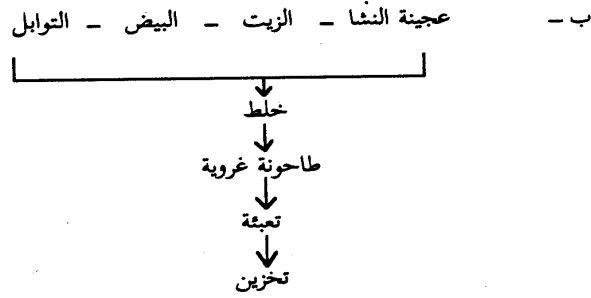 ب – عجينة النشا – الزيت – البيض – التوابل
خلط
طاحونة غروية
تعبئة
تخزين